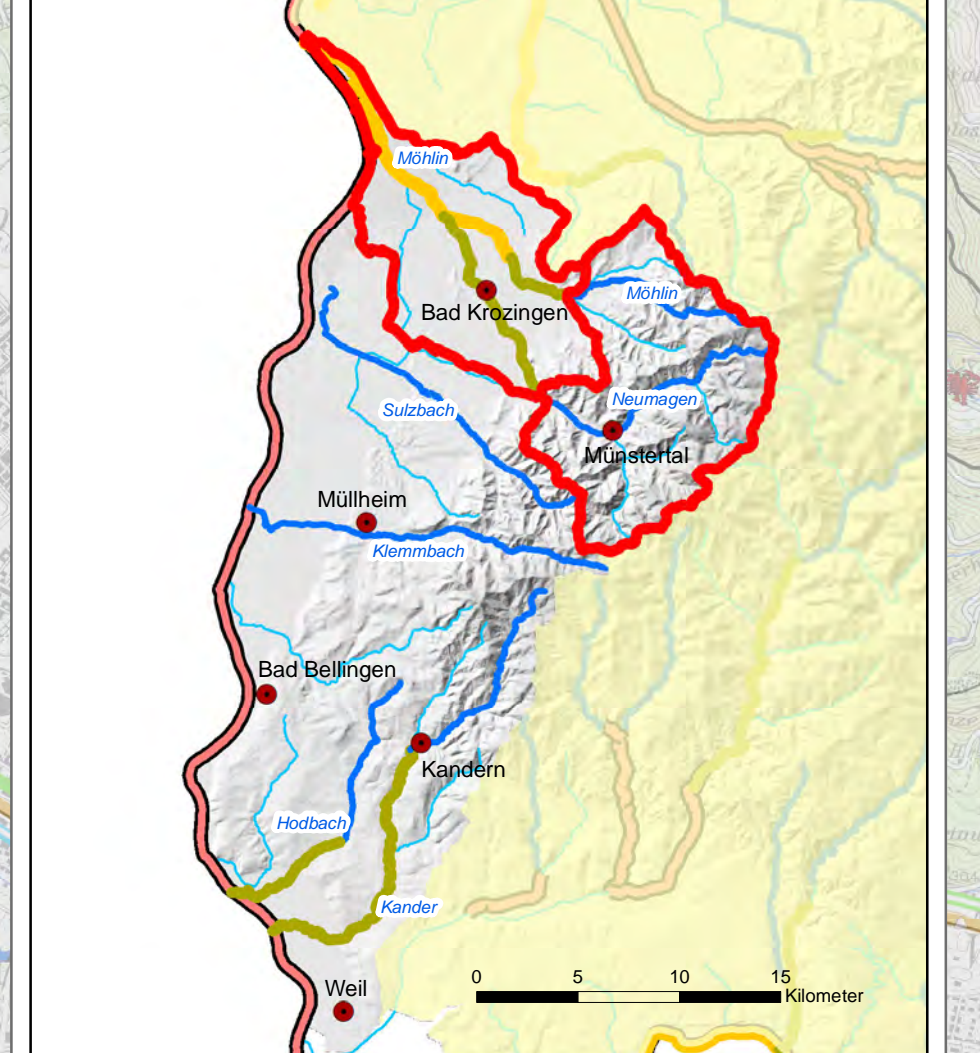 Möhlin
Möhlin
Bad Krozingen
Neumagen
Sulzbach
Münstertal
Müllheim
Klemmbach
Bad Bellingen
Kandern
Hodbach
Kander
0 5 10 15
Kilometer
Weil